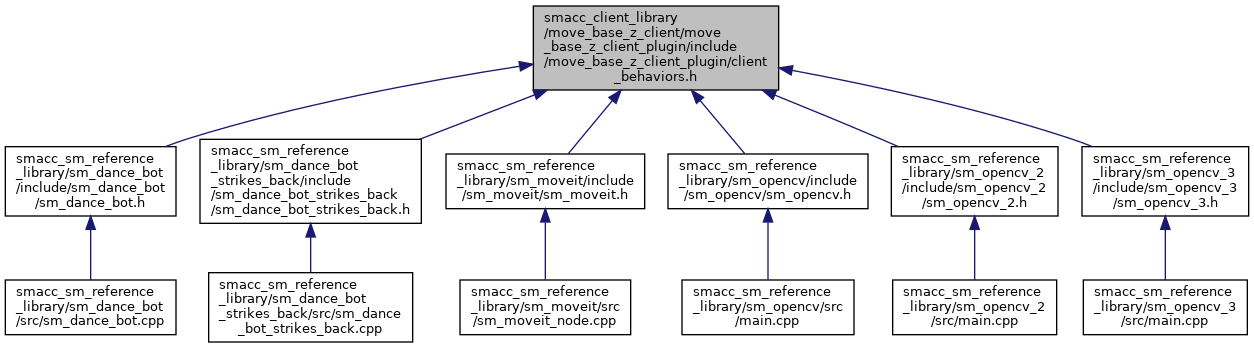 smacc_client_library
/move_base_z_client/move
_base_z_client_plugin/include
/move_base_z_client_plugin/client
_behaviors.h
smacc_sm_reference
_library/sm_dance_bot
/include/sm_dance_bot
/sm_dance_bot.h
smacc_sm_reference
_library/sm_dance_bot
_strikes_back/include
/sm_dance_bot_strikes_back
/sm_dance_bot_strikes_back.h
smacc_sm_reference
_library/sm_moveit/include
/sm_moveit/sm_moveit.h
smacc_sm_reference
_library/sm_opencv/include
/sm_opencv/sm_opencv.h
smacc_sm_reference
_library/sm_opencv_2
/include/sm_opencv_2
/sm_opencv_2.h
smacc_sm_reference
_library/sm_opencv_3
/include/sm_opencv_3
/sm_opencv_3.h
smacc_sm_reference
_library/sm_dance_bot
/src/sm_dance_bot.cpp
smacc_sm_reference
_library/sm_dance_bot
_strikes_back/src/sm_dance
_bot_strikes_back.cpp
smacc_sm_reference
_library/sm_moveit/src
/sm_moveit_node.cpp
smacc_sm_reference
_library/sm_opencv/src
/main.cpp
smacc_sm_reference
_library/sm_opencv_2
/src/main.cpp
smacc_sm_reference
_library/sm_opencv_3
/src/main.cpp